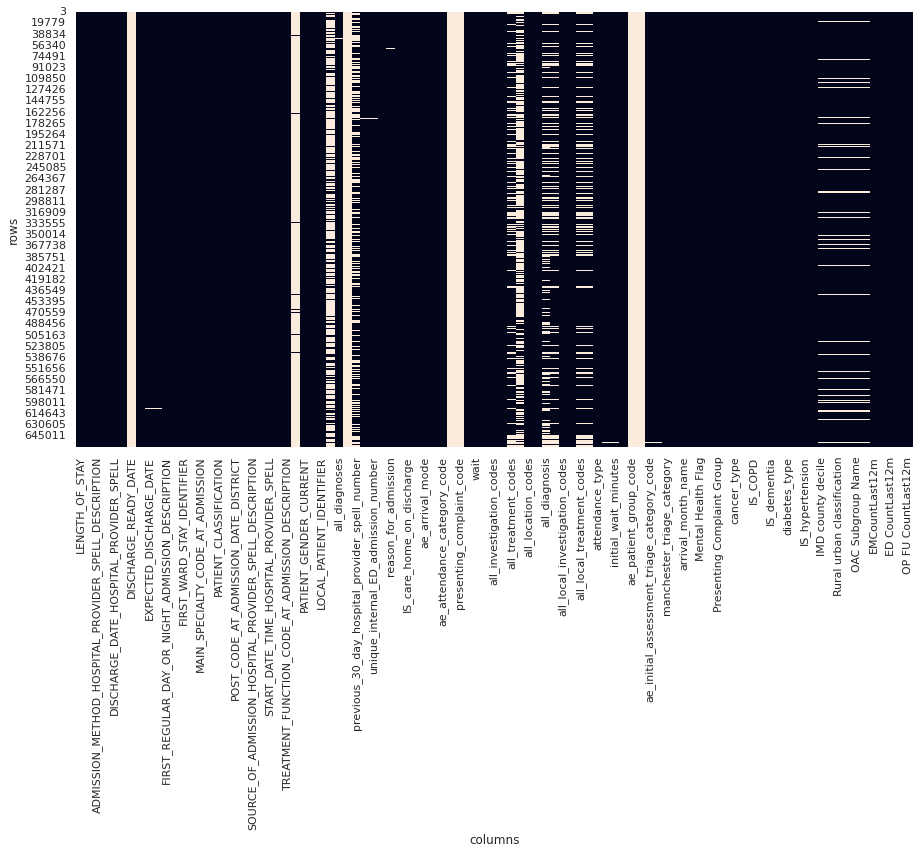 3
19779
38834
56340
74491
91023
109850
127426
144755
162256
178265
195264
211571
228701
245085
264367
281287
298811
316909
333555
350014
367738
385751
402421
419182
436549
453395
470559
488456
505163
523805
538676
551656
566550
581471
598011
614643
630605
645011
rows
LENGTH_OF_STAY
ADMISSION_METHOD_HOSPITAL_PROVIDER_SPELL_DESCRIPTION
DISCHARGE_DATE_HOSPITAL_PROVIDER_SPELL
DISCHARGE_READY_DATE
EXPECTED_DISCHARGE_DATE
FIRST_REGULAR_DAY_OR_NIGHT_ADMISSION_DESCRIPTION
FIRST_WARD_STAY_IDENTIFIER
MAIN_SPECIALTY_CODE_AT_ADMISSION
PATIENT_CLASSIFICATION
POST_CODE_AT_ADMISSION_DATE_DISTRICT
SOURCE_OF_ADMISSION_HOSPITAL_PROVIDER_SPELL_DESCRIPTION
START_DATE_TIME_HOSPITAL_PROVIDER_SPELL
TREATMENT_FUNCTION_CODE_AT_ADMISSION_DESCRIPTION
PATIENT_GENDER_CURRENT
LOCAL_PATIENT_IDENTIFIER
all_diagnoses
previous_30_day_hospital_provider_spell_number
unique_internal_ED_admission_number
reason_for_admission
IS_care_home_on_discharge
ae_arrival_mode
ae_attendance_category_code
presenting_complaint_code
wait
all_investigation_codes
all_treatment_codes
all_location_codes
all_diagnosis
all_local_investigation_codes
all_local_treatment_codes
attendance_type
initial_wait_minutes
ae_patient_group_code
ae_initial_assessment_triage_category_code
manchester_triage_category
arrival_month_name
Mental Health Flag
Presenting Complaint Group
cancer_type
IS_COPD
IS_dementia
diabetes_type
IS_hypertension
IMD county decile
Rural urban classification
OAC Subgroup Name
EMCountLast12m
ED CountLast12m
OP FU CountLast12m
columns